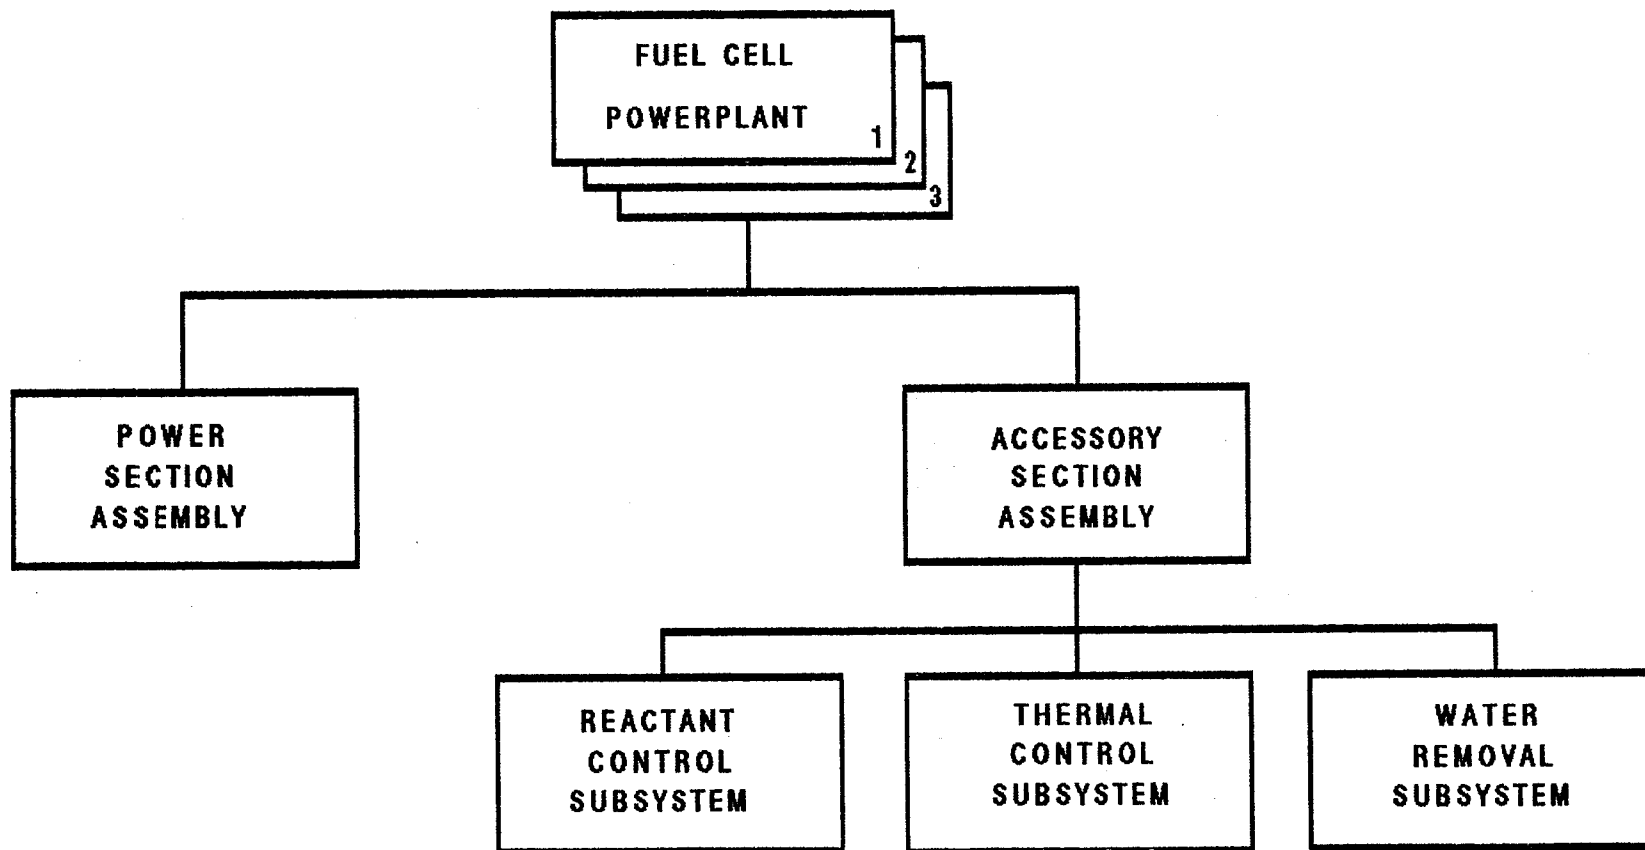 FUEL CELL
POWERPLANT
1
2
3
POWER
SECTION
ASSEMBLY
ACCESSORY
SECTION
ASSEMBLY
REACTANT
CONTROL
SUBSYSTEM
THERMAL
CONTROL
SUBSYSTEM
WATER
REMOVAL
SUBSYSTEM